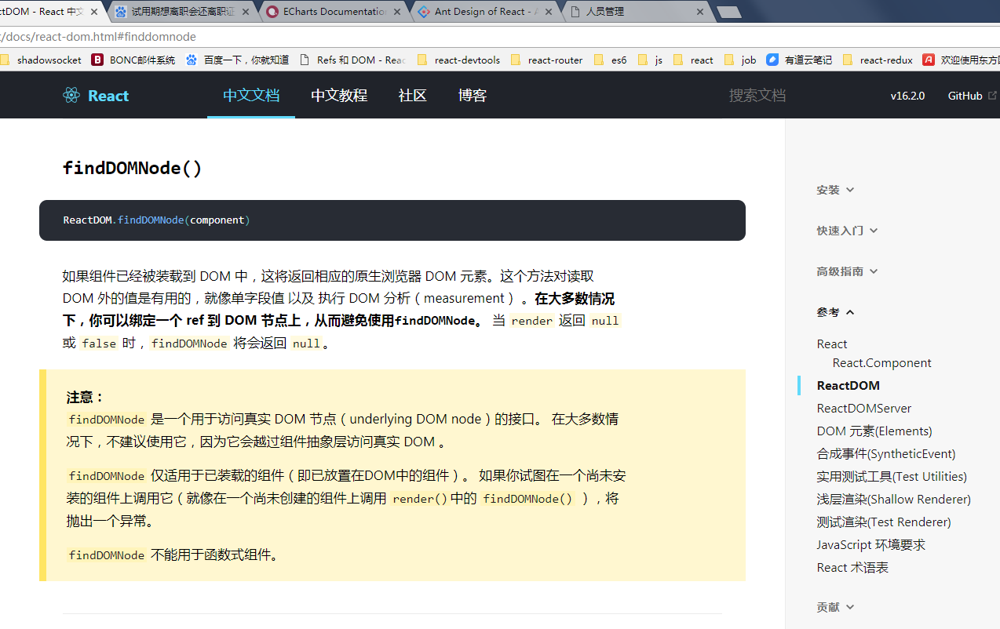 ctDOM - React 中文 试用期想离职会还离职证 ECharts Documentation Ant Design of React - A 人员管理
/docs/react-dom.html#finddomnode
shadowsocket BONC邮件系统 百度一下，你就知道 Refs 和 DOM - Reac react-devtools react-router es6 js react job 有道云笔记 react-redux 欢迎使用东方
React 中文文档 中文教程 社区 博客 搜索文档 v16.2.0 GitHub
findDOMNode()
ReactDOM.findDOMNode(component)
如果组件已经被装载到 DOM 中，这将返回相应的原生浏览器 DOM 元素。这个方法对读取
DOM 外的值是有用的，就像单字段值 以及 执行 DOM 分析（measurement） 。在大多数情况
下，你可以绑定一个 ref 到 DOM 节点上，从而避免使用findDOMNode。 当 render 返回 null
或 false 时，findDOMNode 将会返回 null。
注意：
findDOMNode 是一个用于访问真实 DOM 节点（underlying DOM node）的接口。 在大多数情
况下，不建议使用它，因为它会越过组件抽象层访问真实 DOM 。
findDOMNode 仅适用于已装载的组件（即已放置在DOM中的组件）。 如果你试图在一个尚未安
装的组件上调用它（就像在一个尚未创建的组件上调用 render()中的 findDOMNode() ），将
抛出一个异常。
findDOMNode 不能用于函数式组件。
安装
快速入门
高级指南
参考
React
React.Component
ReactDOM
ReactDOMServer
DOM 元素(Elements)
合成事件(SyntheticEvent)
实用测试工具(Test Utilities)
浅层渲染(Shallow Renderer)
测试渲染(Test Renderer)
JavaScript 环境要求
React 术语表
贡献